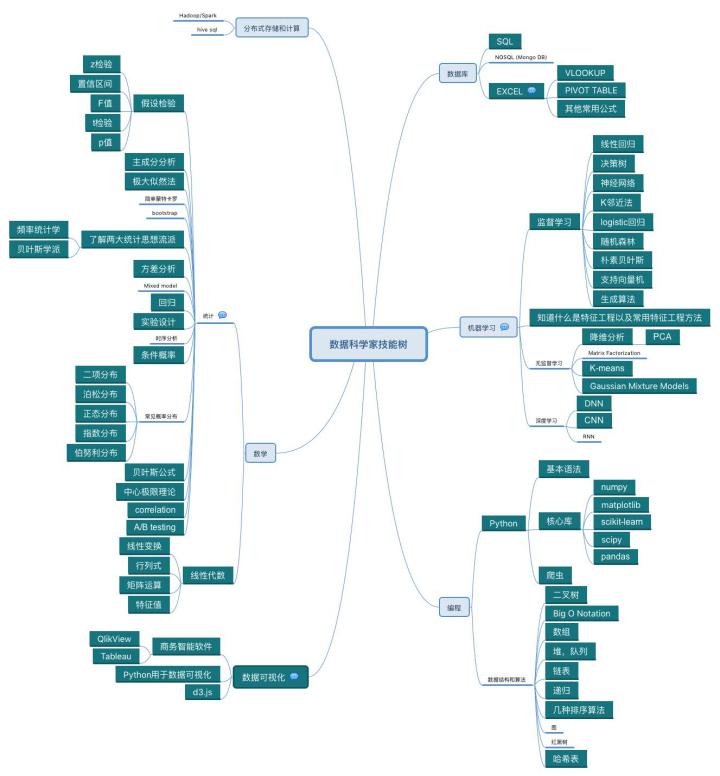 数据科学家技能树
分布式存储和计算
Hadoop/Spark
hive sql
数据库
SQL
NOSQL (Mongo DB)
EXCEL
VLOOKUP
PIVOT TABLE
其他常用公式
机器学习
监督学习
线性回归
决策树
神经网络
K邻近法
logistic回归
随机森林
朴素贝叶斯
支持向量机
生成算法
知道什么是特征工程以及常用特征工程方法
无监督学习
降维分析
PCA
Matrix Factorization
K-means
Gaussian Mixture Models
深度学习
DNN
CNN
RNN
编程
Python
基本语法
核心库
numpy
matplotlib
scikit-learn
scipy
pandas
爬虫
数据结构和算法
二叉树
Big O Notation
数组
堆，队列
链表
递归
几种排序算法
图
红黑树
哈希表
数学
统计
假设检验
z检验
置信区间
F值
t检验
p值
主成分分析
极大似然法
简单蒙特卡罗
bootstrap
了解两大统计思想流派
频率统计学
贝叶斯学派
方差分析
Mixed model
回归
实验设计
时序分析
条件概率
常见概率分布
二项分布
泊松分布
正态分布
指数分布
伯努利分布
贝叶斯公式
中心极限理论
correlation
A/B testing
线性代数
线性变换
行列式
矩阵运算
特征值
数据可视化
商务智能软件
QlikView
Tableau
Python用于数据可视化
d3.js